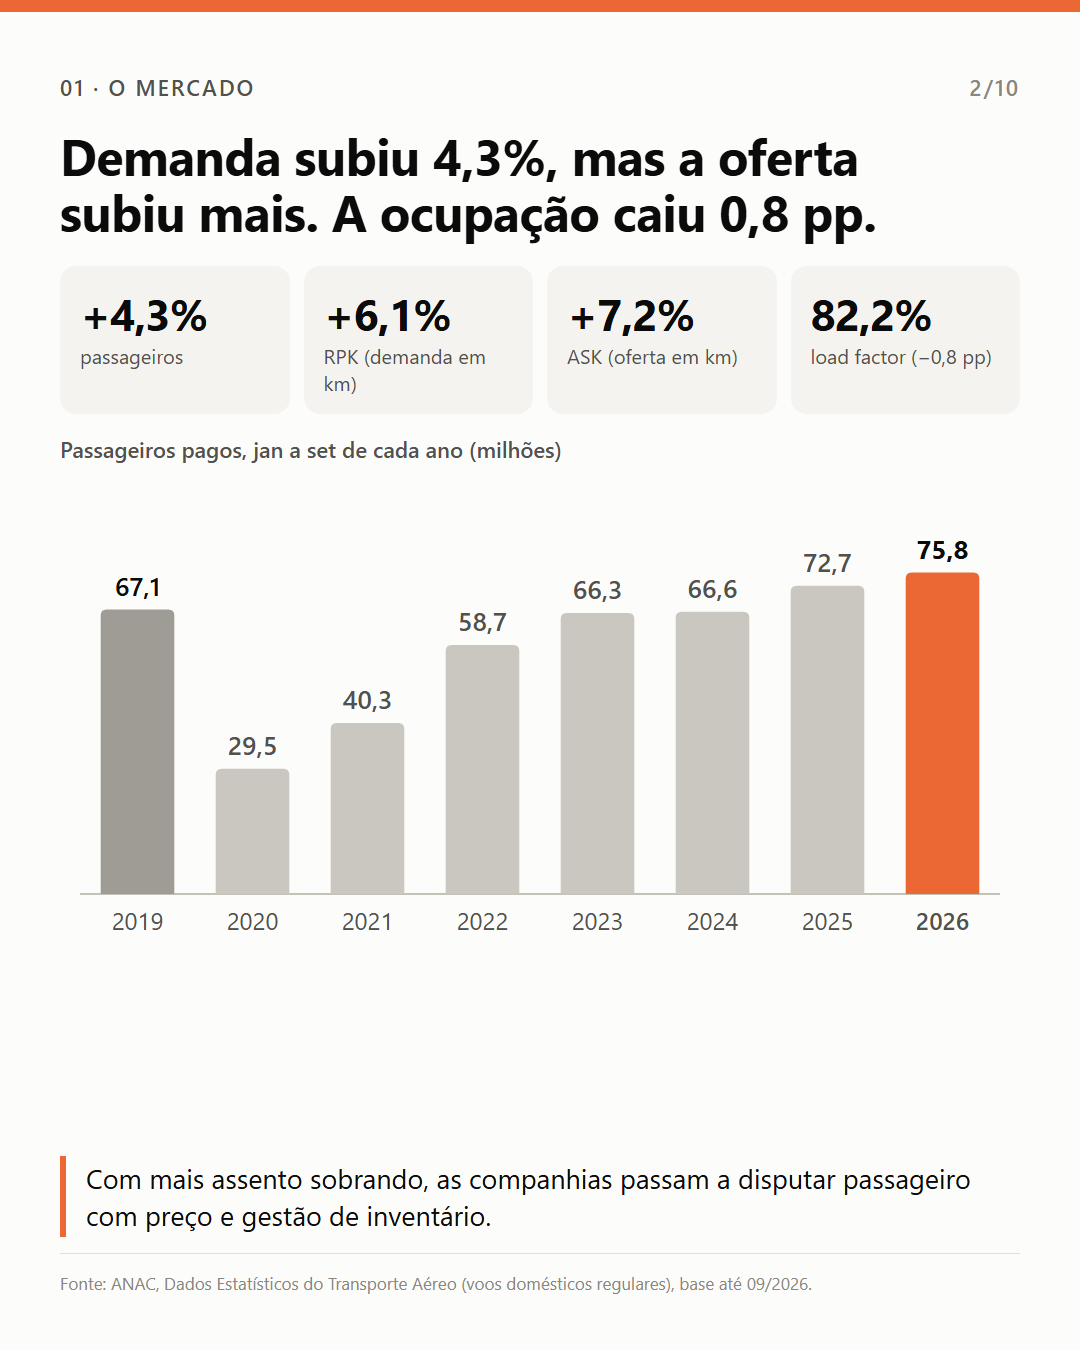 01 · O MERCADO
2/10
Demanda subiu 4,3%, mas a oferta
subiu mais. A ocupação caiu 0,8 pp.
+4,3%
passageiros
+6,1%
RPK (demanda em
km)
+7,2%
ASK (oferta em km)
82,2%
load factor (−0,8 pp)
Passageiros pagos, jan a set de cada ano (milhões)
67,1
29,5
40,3
58,7
66,3
66,6
72,7
75,8
2019
2020
2021
2022
2023
2024
2025
2026
Com mais assento sobrando, as companhias passam a disputar passageiro
com preço e gestão de inventário.
Fonte: ANAC, Dados Estatísticos do Transporte Aéreo (voos domésticos regulares), base até 09/2026.